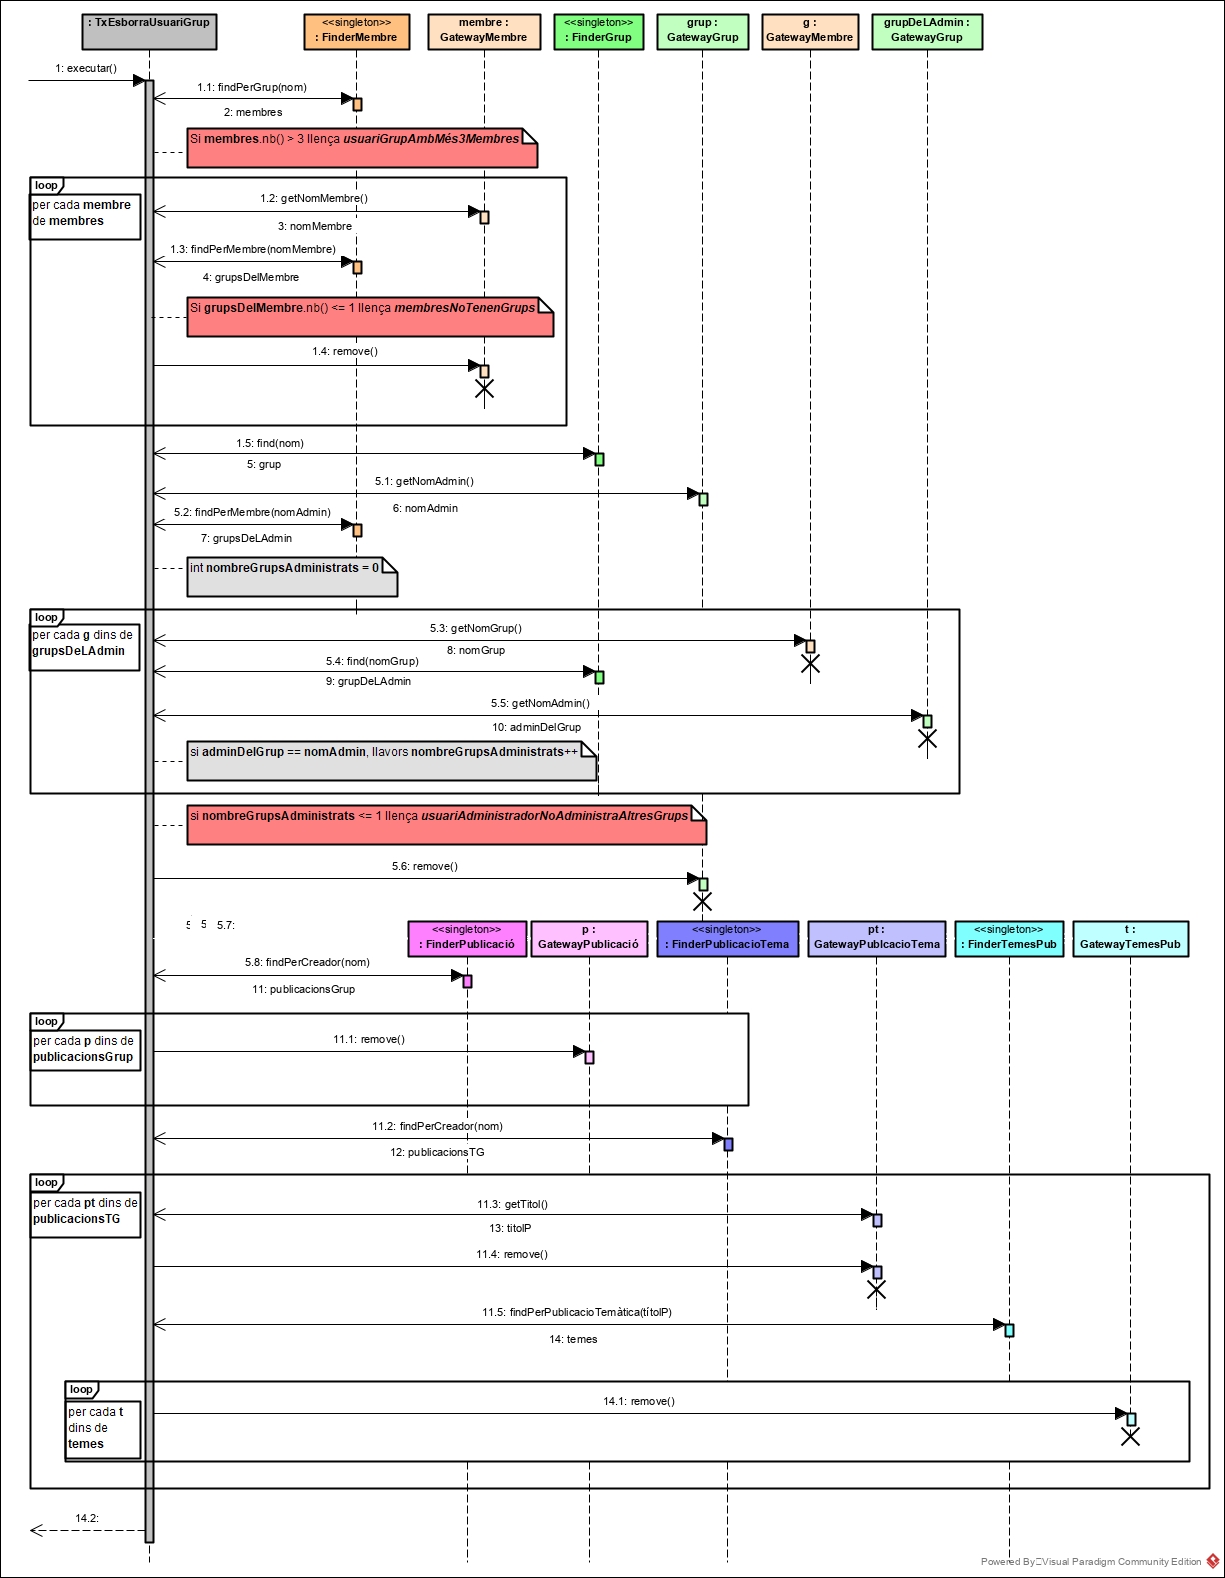 : TxEsborraUsuariGrup
<<singleton>>
: FinderMembre
membre :
GatewayMembre
<<singleton>>
: FinderGrup
grup :
GatewayGrup
g :
GatewayMembre
grupDeLAdmin :
GatewayGrup
1: executar()
1.1: findPerGrup(nom)
2: membres
Si membres.nb() > 3 llença usuariGrupAmbMés3Membres
loop
per cada membre
de membres
1.2: getNomMembre()
3: nomMembre
1.3: findPerMembre(nomMembre)
4: grupsDelMembre
Si grupsDelMembre.nb() <= 1 llença membresNoTenenGrups
1.4: remove()
1.5: find(nom)
5: grup
5.1: getNomAdmin()
6: nomAdmin
5.2: findPerMembre(nomAdmin)
7: grupsDeLAdmin
int nombreGrupsAdministrats = 0
loop
per cada g dins de
grupsDeLAdmin
5.3: getNomGrup()
8: nomGrup
5.4: find(nomGrup)
9: grupDeLAdmin
5.5: getNomAdmin()
10: adminDelGrup
si adminDelGrup == nomAdmin, llavors nombreGrupsAdministrats++
si nombreGrupsAdministrats <= 1 llença usuariAdministradorNoAdministraAltresGrups
5.6: remove()
5 5 5.7:
<<singleton>>
: FinderPublicació
p :
GatewayPublicació
<<singleton>>
: FinderPublicacioTema
pt :
GatewayPublcacioTema
<<singleton>>
: FinderTemesPub
t :
GatewayTemesPub
5.8: findPerCreador(nom)
11: publicacionsGrup
loop
per cada p dins de
publicacionsGrup
11.1: remove()
11.2: findPerCreador(nom)
12: publicacionsTG
loop
per cada pt dins de
publicacionsTG
11.3: getTitol()
13: titolP
11.4: remove()
11.5: findPerPublicacioTemàtica(títolP)
14: temes
loop
per cada t
dins de
temes
14.1: remove()
14.2:
Powered By Visual Paradigm Community Edition